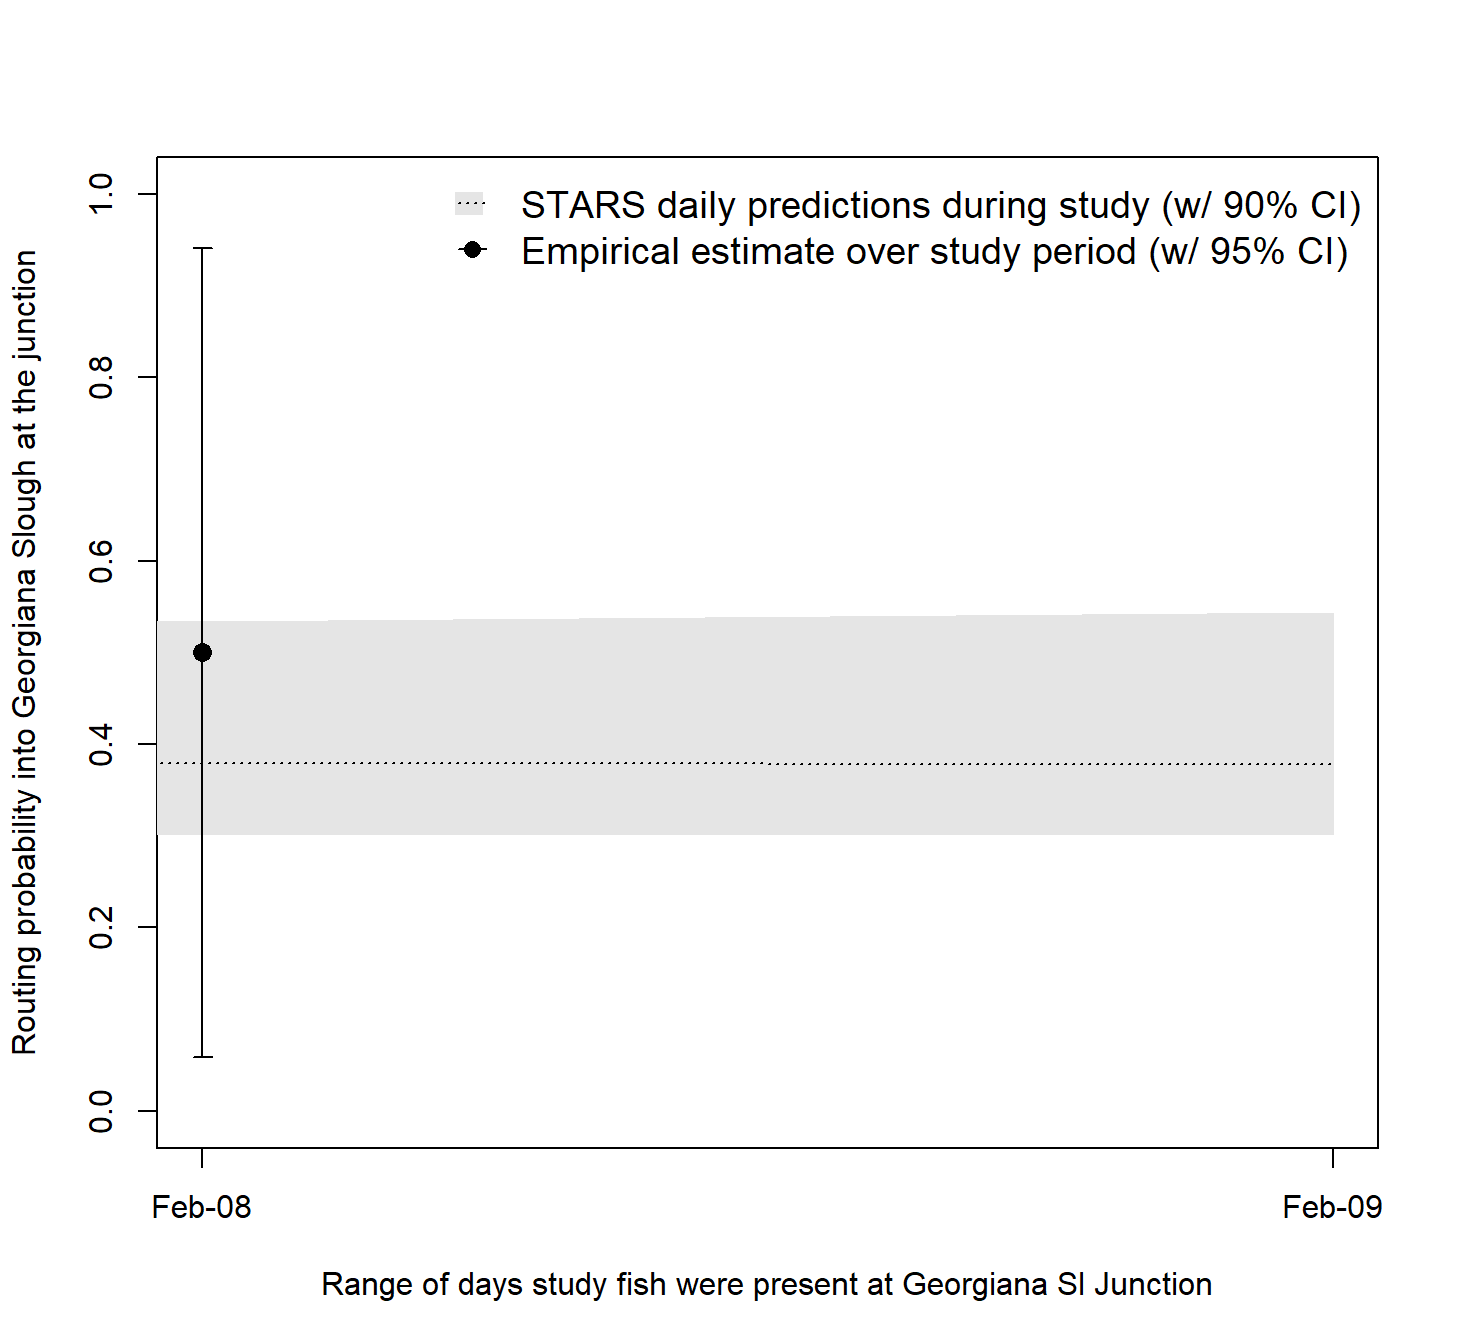 STARS daily predictions during study (w/ 90% CI)
Empirical estimate over study period (w/ 95% CI)
Routing probability into Georgiana Slough at the junction
1.0
0.8
0.6
0.4
0.2
0.0
Feb-08
Feb-09
Range of days study fish were present at Georgiana Sl Junction